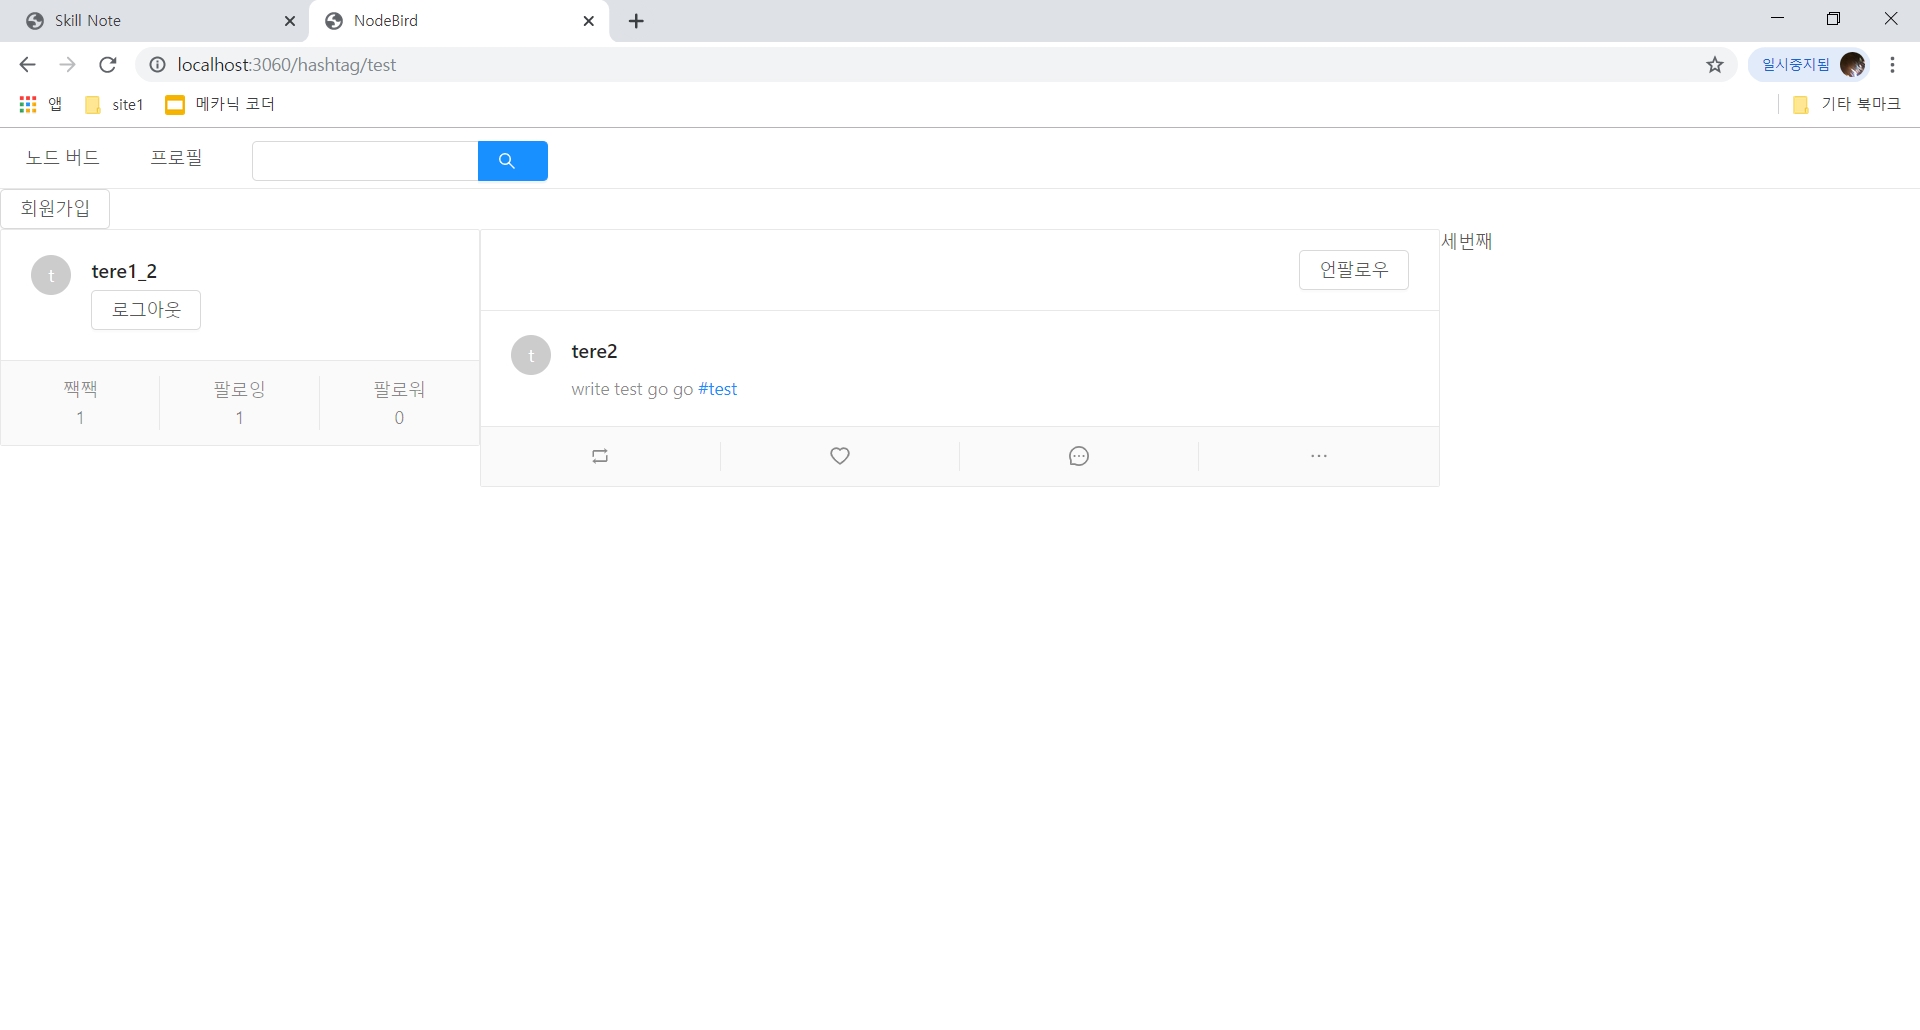 Skill Note
NodeBird
localhost:3060/hashtag/test
일시중지됨
앱
site1
메카닉 코더
기타 북마크
노드 버드
프로필
회원가입
t
tere1_2
로그아웃
짹짹
1
팔로잉
1
팔로워
0
언팔로우
t
tere2
write test go go #test
세번째